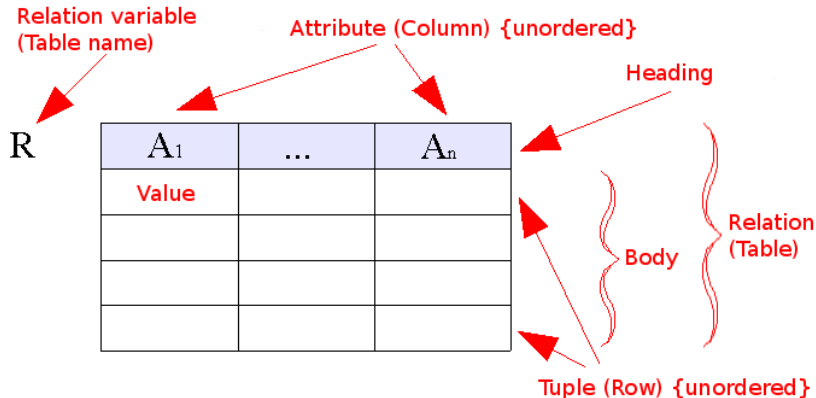 Relation variable
(Table name)
Attribute (Column) {unordered}
Heading
R
A₁
...
Aₙ
Value
Body
Relation
(Table)
Tuple (Row) {unordered}